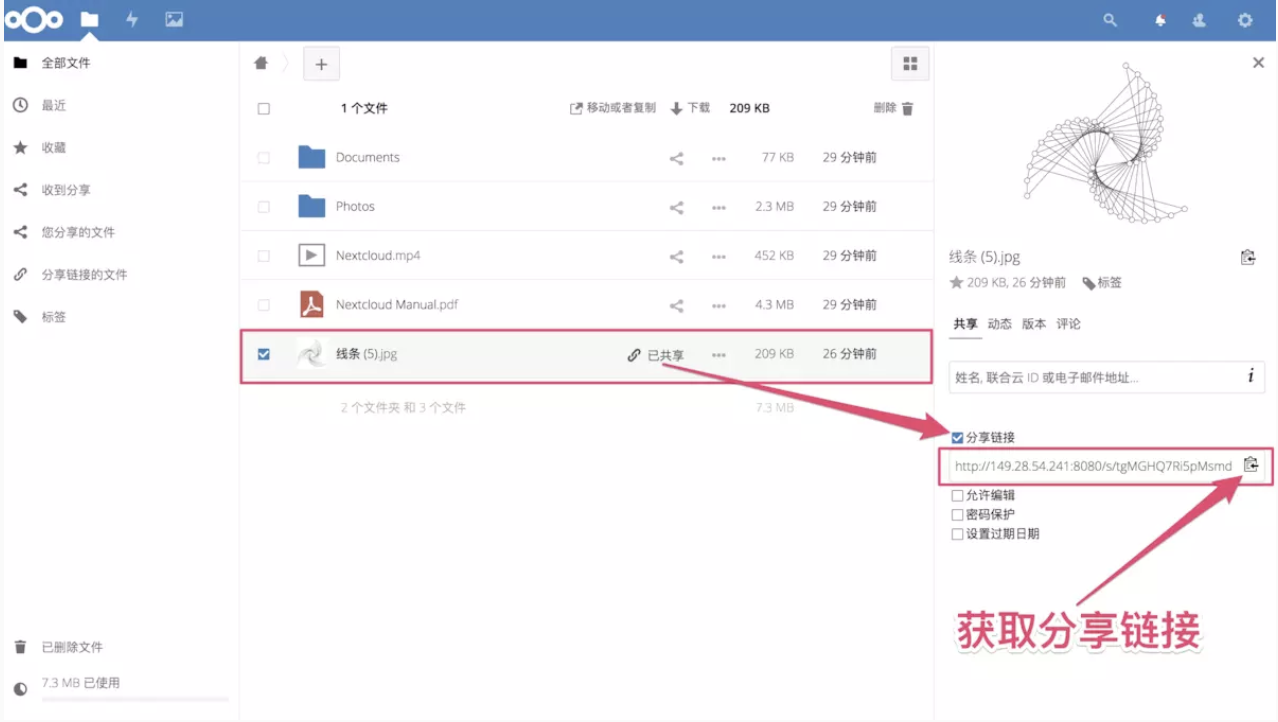 全部文件
最近
收藏
收到分享
您分享的文件
分享链接的文件
标签
已删除文件
7.3 MB 已使用
1 个文件 移动或者复制 下载 209 KB 删除
Documents 77 KB 29 分钟前
Photos 2.3 MB 29 分钟前
Nextcloud.mp4 452 KB 29 分钟前
Nextcloud Manual.pdf 4.3 MB 29 分钟前
线条 (5).jpg 已共享 209 KB 26 分钟前
2 个文件夹 和 3 个文件 7.3 MB
线条 (5).jpg
209 KB, 26 分钟前 标签
共享 动态 版本 评论
姓名, 联合云 ID 或电子邮件地址... i
分享链接
http://149.28.54.241:8080/s/tgMGHQ7Ri5pMsmd
允许编辑
密码保护
设置过期日期
获取分享链接